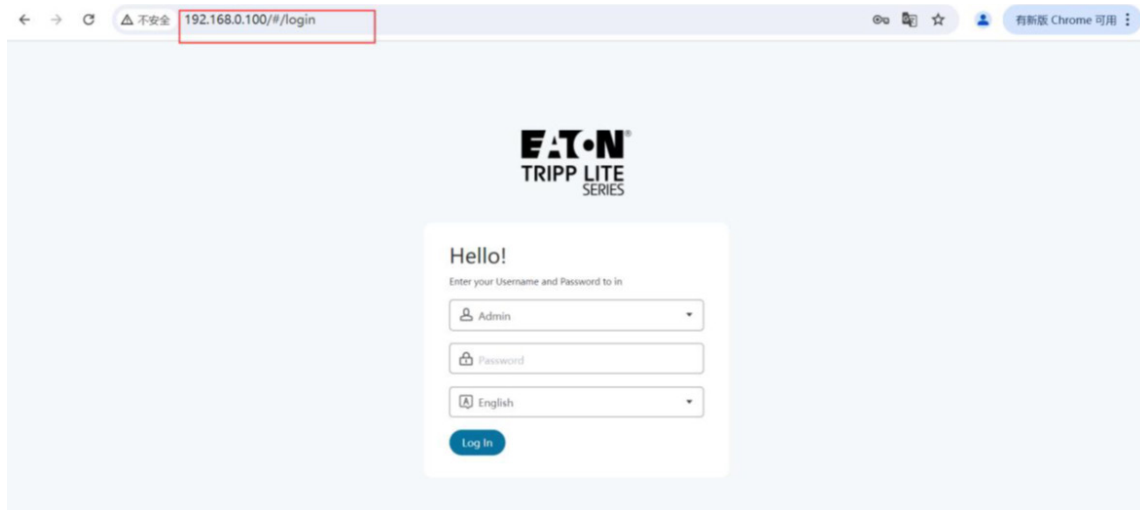 不安全 192.168.0.100/#/login 有新版 Chrome 可用
EATON®
TRIPP LITE
SERIES
Hello!
Enter your Username and Password to in
Admin
Password
English
Log In